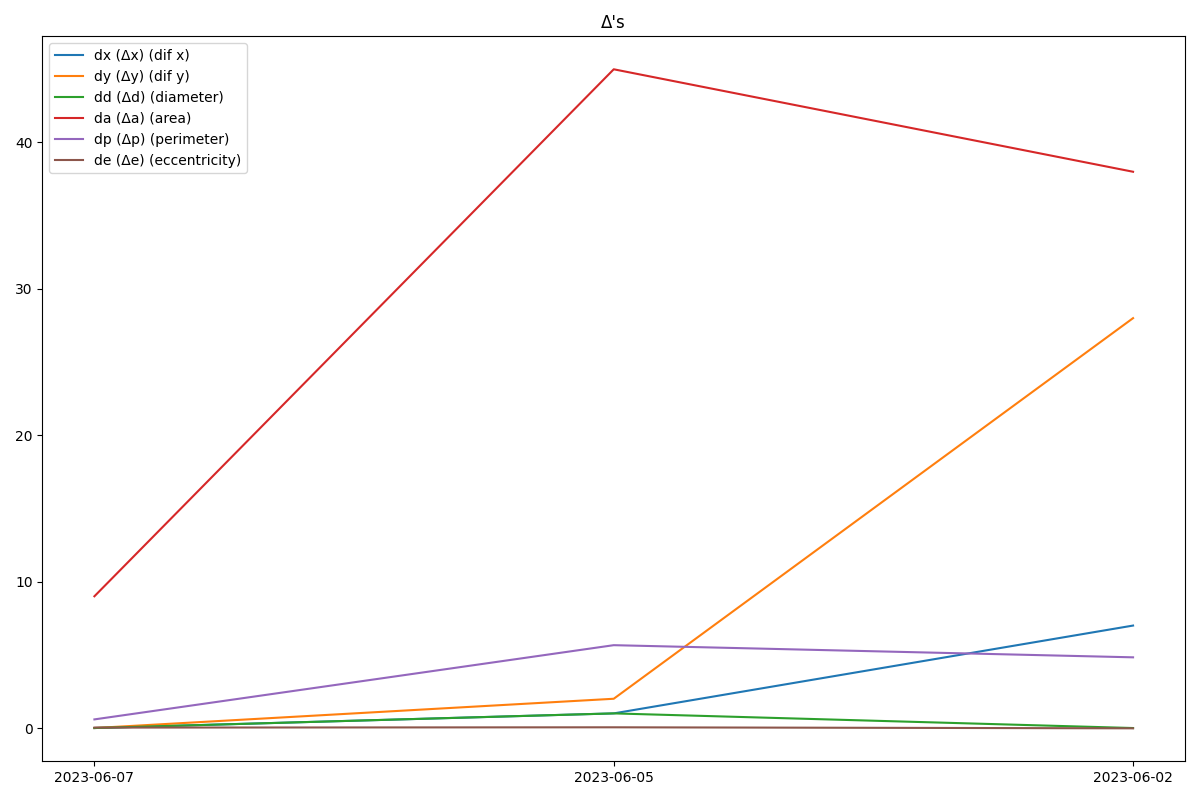 Δ's
dx (Δx) (dif x)
dy (Δy) (dif y)
dd (Δd) (diameter)
da (Δa) (area)
dp (Δp) (perimeter)
de (Δe) (eccentricity)
40
30
20
10
0
2023-06-07 2023-06-05 2023-06-02